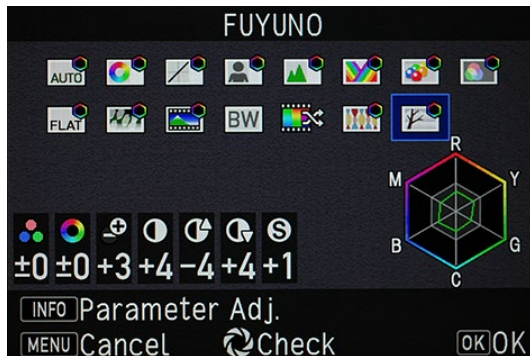 FUYUNO
AUTO
FLAT BW
R
M Y
B G
C
S
±0 ±0 +3 +4 −4 +4 +1
INFO Parameter Adj.
MENU Cancel Check OK OK